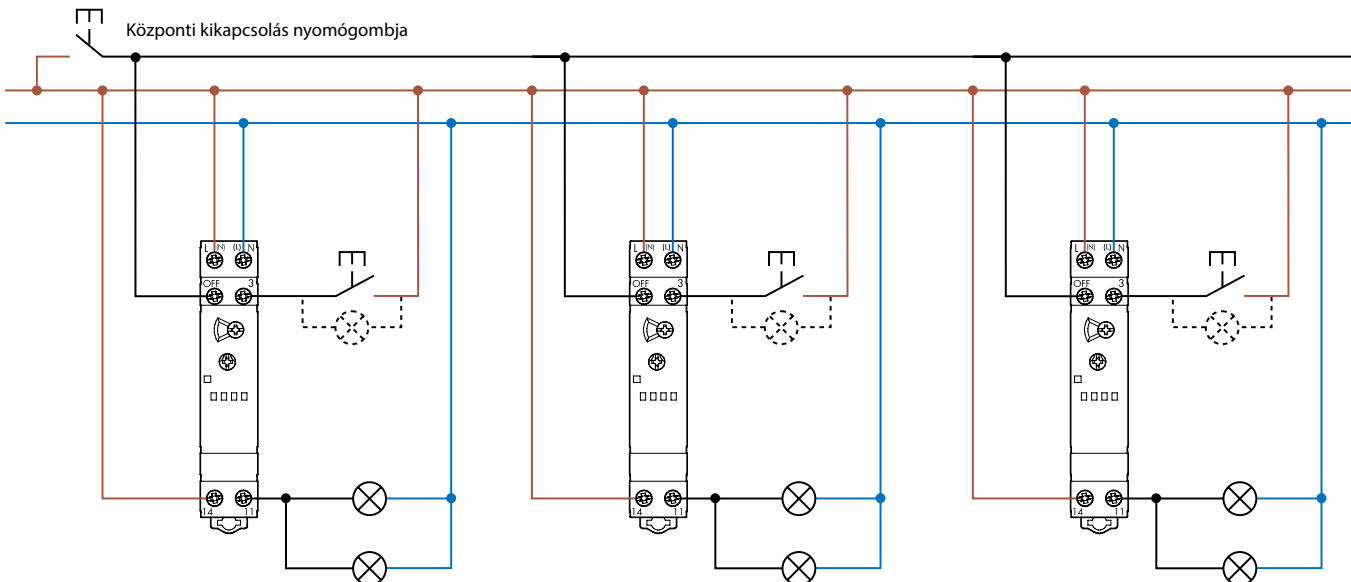 Központi kikapcsolás nyomógombja
L (N) (L) N
OFF 3
14 11
L (N) (L) N
OFF 3
14 11
L (N) (L) N
OFF 3
14 11